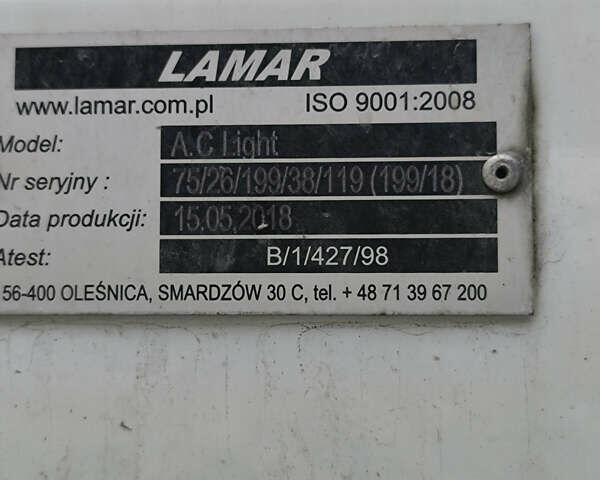 LAMAR
www.lamar.com.pl ISO 9001:2008
Model: A.C Light
Nr seryjny : 75/26/199/38/119 (199/18)
Data produkcji: 15.05.2018
Atest: B/1/427/98
56-400 OLEŚNICA, SMARDZÓW 30 C, tel. + 48 71 39 67 200